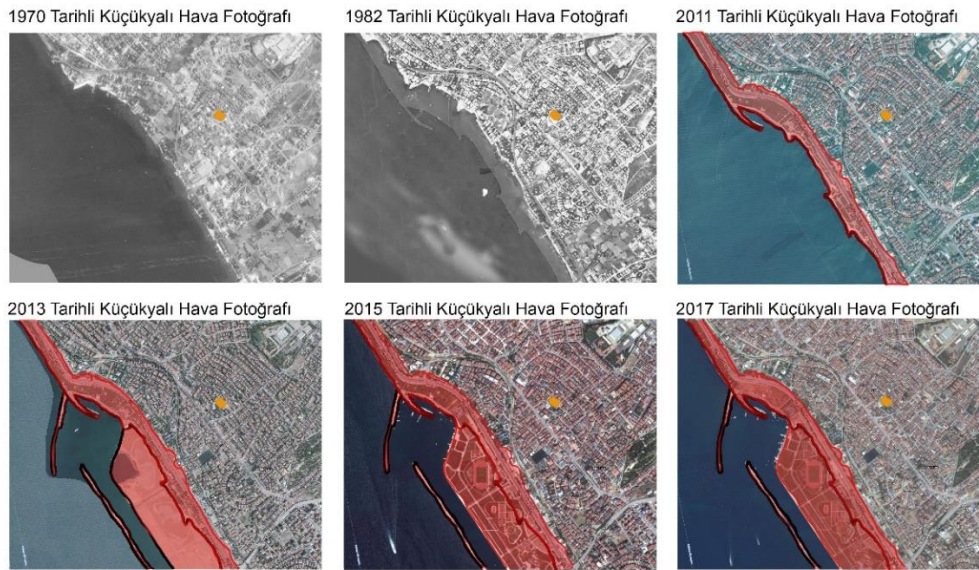 1970 Tarihli Küçükyalı Hava Fotoğrafı
1982 Tarihli Küçükyalı Hava Fotoğrafı
2011 Tarihli Küçükyalı Hava Fotoğrafı
2013 Tarihli Küçükyalı Hava Fotoğrafı
2015 Tarihli Küçükyalı Hava Fotoğrafı
2017 Tarihli Küçükyalı Hava Fotoğrafı